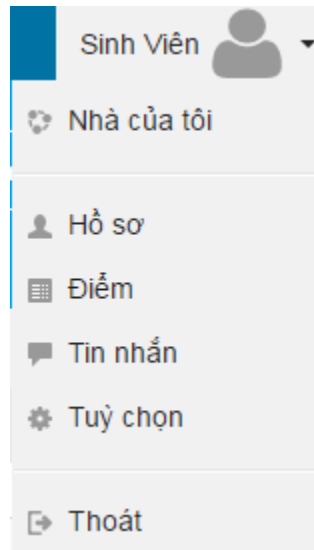 Sinh Viên
Nhà của tôi
Hồ sơ
Điểm
Tin nhắn
Tuỳ chọn
Thoát